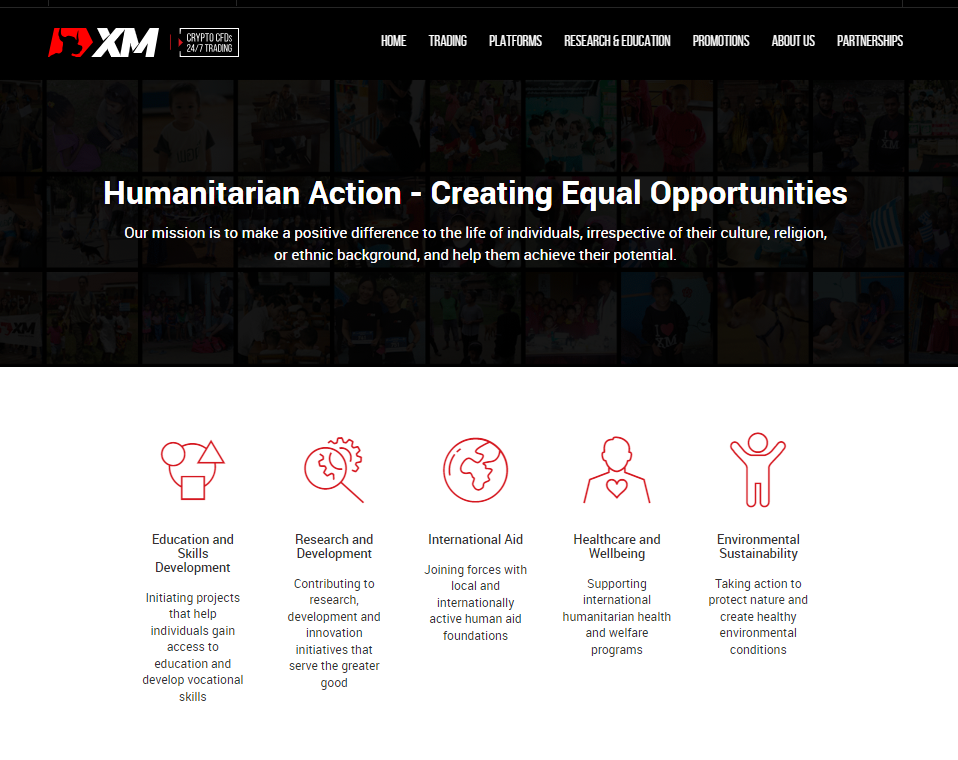 XM
CRYPTO CFDs
24/7 TRADING
HOME TRADING PLATFORMS RESEARCH & EDUCATION PROMOTIONS ABOUT US PARTNERSHIPS
Humanitarian Action - Creating Equal Opportunities
Our mission is to make a positive difference to the life of individuals, irrespective of their culture, religion,
or ethnic background, and help them achieve their potential.
Education and
Skills
Development
Initiating projects
that help
individuals gain
access to
education and
develop vocational
skills
Research and
Development
Contributing to
research,
development and
innovation
initiatives that
serve the greater
good
International Aid
Joining forces with
local and
internationally
active human aid
foundations
Healthcare and
Wellbeing
Supporting
international
humanitarian health
and welfare
programs
Environmental
Sustainability
Taking action to
protect nature and
create healthy
environmental
conditions